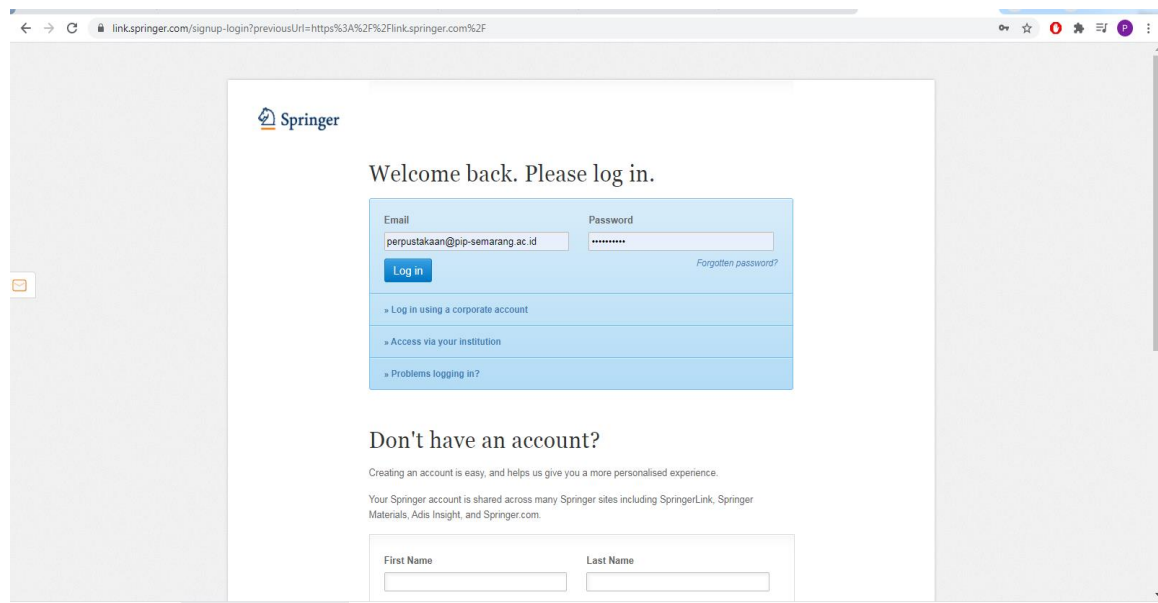 link.springer.com/signup-login?previousUrl=https%3A%2F%2Flink.springer.com%2F
P
Springer
Welcome back. Please log in.
Email Password
perpustakaan@pip-semarang.ac.id ••••••••••
Log in Forgotten password?
» Log in using a corporate account
» Access via your institution
» Problems logging in?
Don't have an account?
Creating an account is easy, and helps us give you a more personalised experience.
Your Springer account is shared across many Springer sites including SpringerLink, Springer
Materials, Adis Insight, and Springer.com.
First Name Last Name